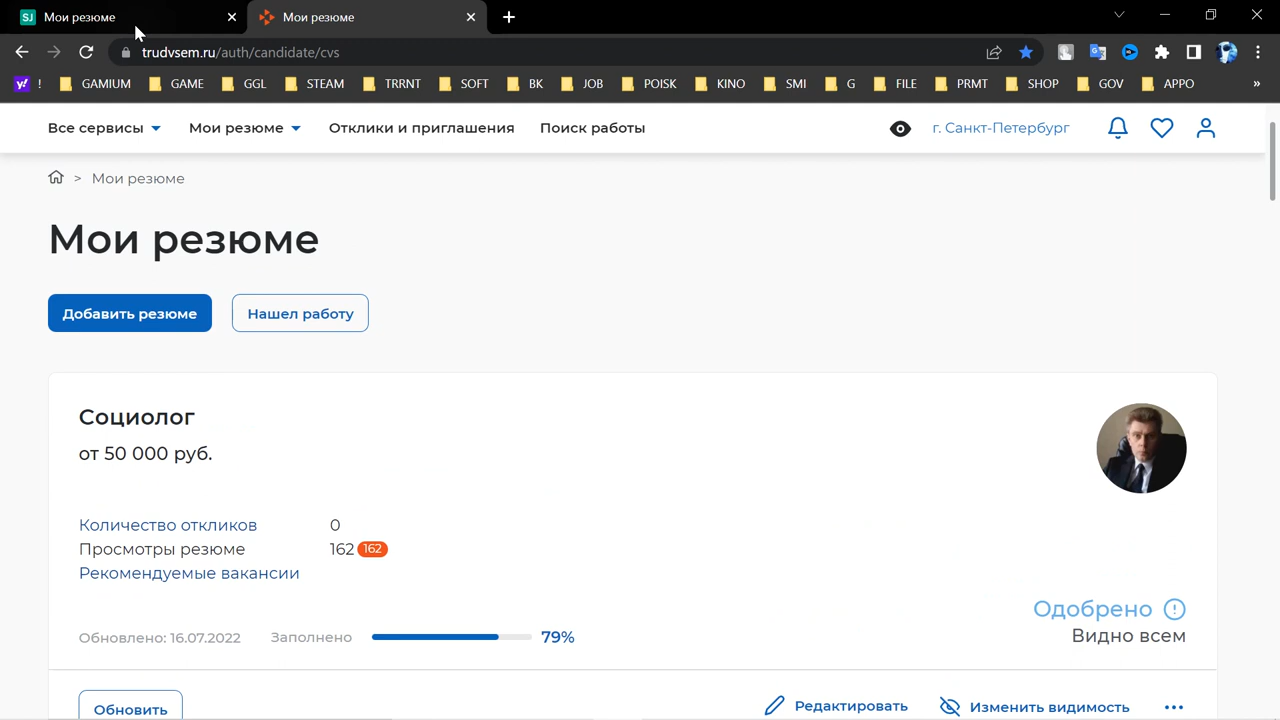 SJ Мои резюме
Мои резюме
trudvsem.ru/auth/candidate/cvs
y! ! GAMIUM GAME GGL STEAM TRRNT SOFT BK JOB POISK KINO SMI G FILE PRMT SHOP GOV APPO »
Все сервисы Мои резюме Отклики и приглашения Поиск работы г. Санкт-Петербург
> Мои резюме
Мои резюме
Добавить резюме Нашел работу
Социолог
от 50 000 руб.
Количество откликов 0
Просмотры резюме 162 162
Рекомендуемые вакансии
Одобрено
Видно всем
Обновлено: 16.07.2022 Заполнено 79%
Обновить Редактировать Изменить видимость ...